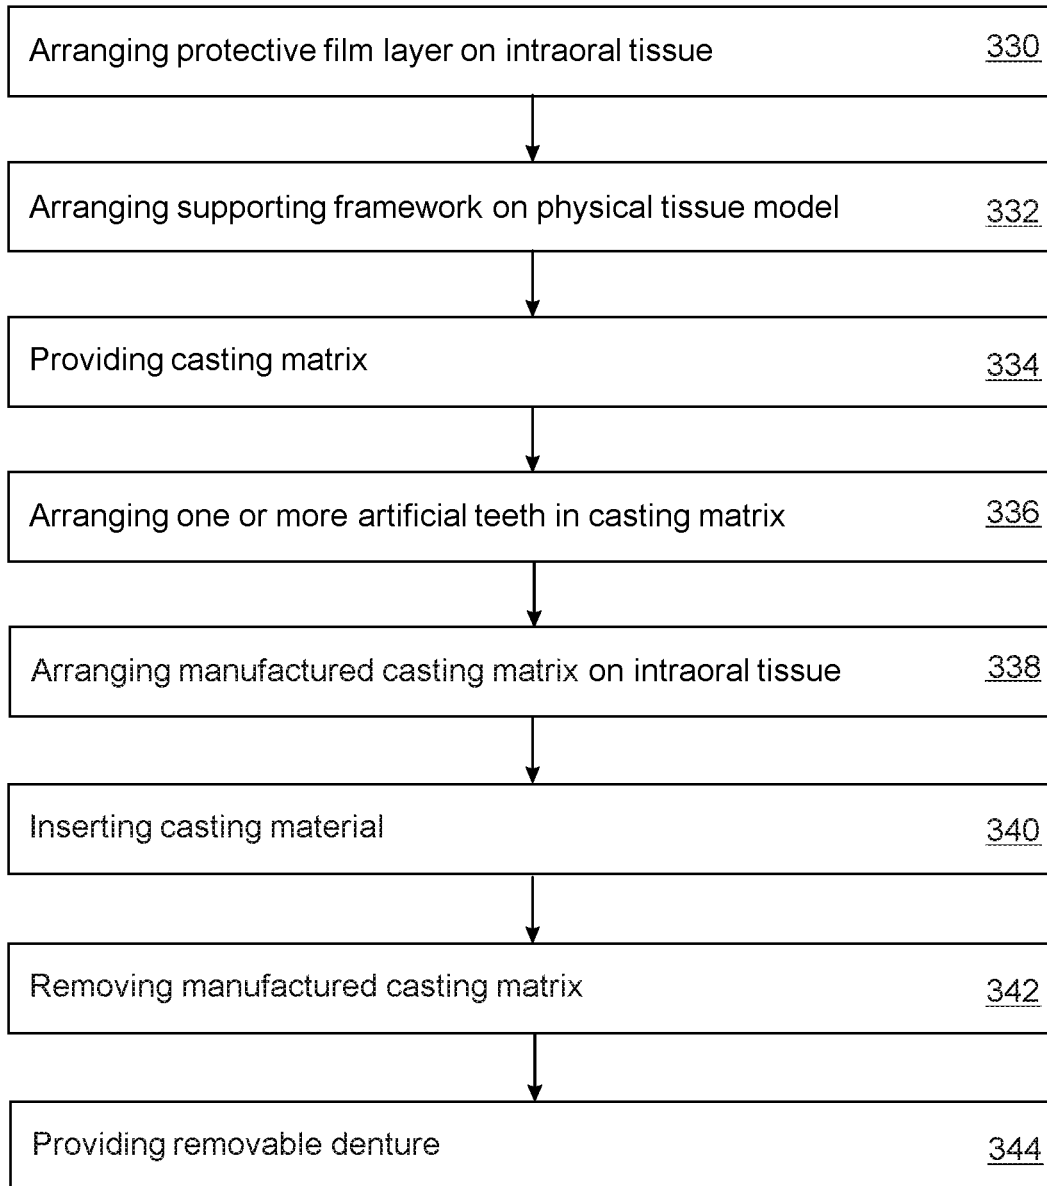 Arranging protective film layer on intraoral tissue 330
Arranging supporting framework on physical tissue model 332
Providing casting matrix 334
Arranging one or more artificial teeth in casting matrix 336
Arranging manufactured casting matrix on intraoral tissue 338
Inserting casting material 340
Removing manufactured casting matrix 342
Providing removable denture 344